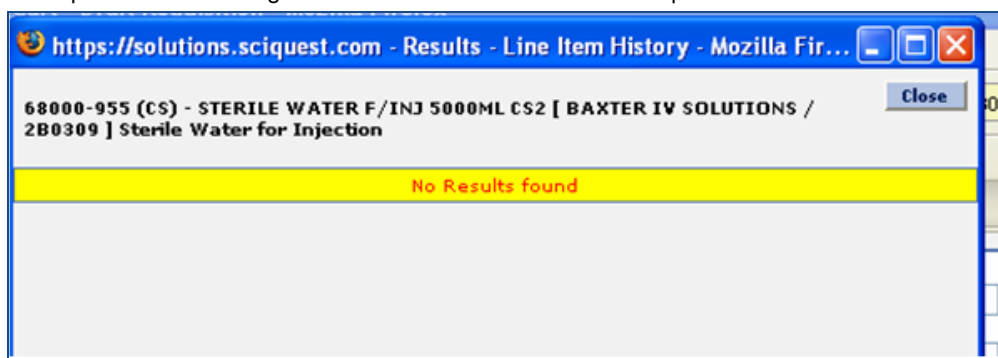 https://solutions.sciquest.com - Results - Line Item History - Mozilla Fir...
Close
68000-955 (CS) - STERILE WATER F/INJ 5000ML CS2 [ BAXTER IV SOLUTIONS /
2B0309 ] Sterile Water for Injection
No Results found